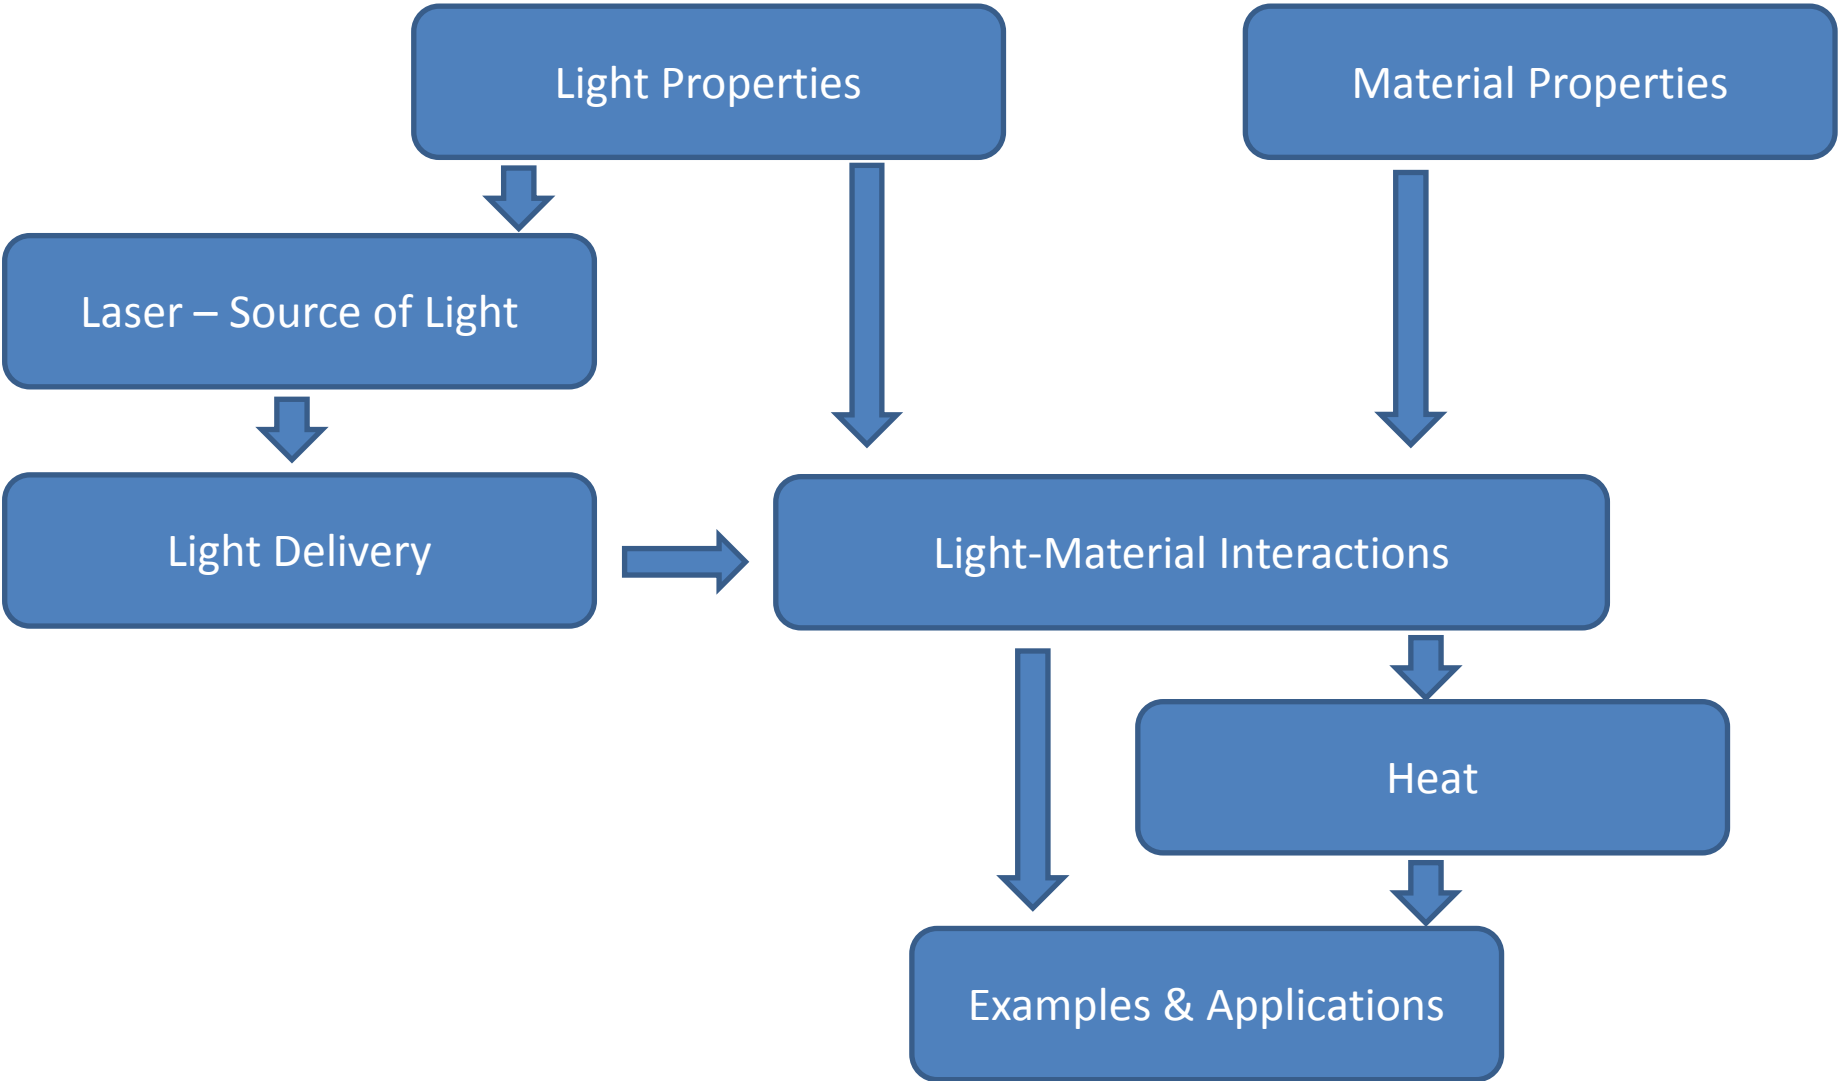 Light Properties
Material Properties
Laser – Source of Light
Light Delivery
Light-Material Interactions
Heat
Examples & Applications